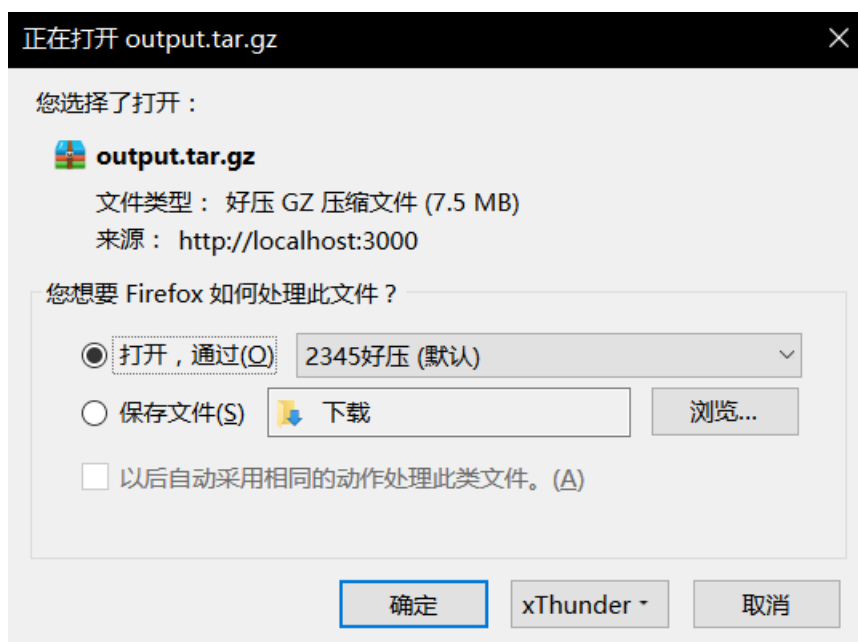 正在打开 output.tar.gz
您选择了打开：
output.tar.gz
文件类型： 好压 GZ 压缩文件 (7.5 MB)
来源： http://localhost:3000
您想要 Firefox 如何处理此文件？
打开，通过(O) 2345好压 (默认)
保存文件(S) 下载 浏览...
以后自动采用相同的动作处理此类文件。(A)
确定 xThunder 取消